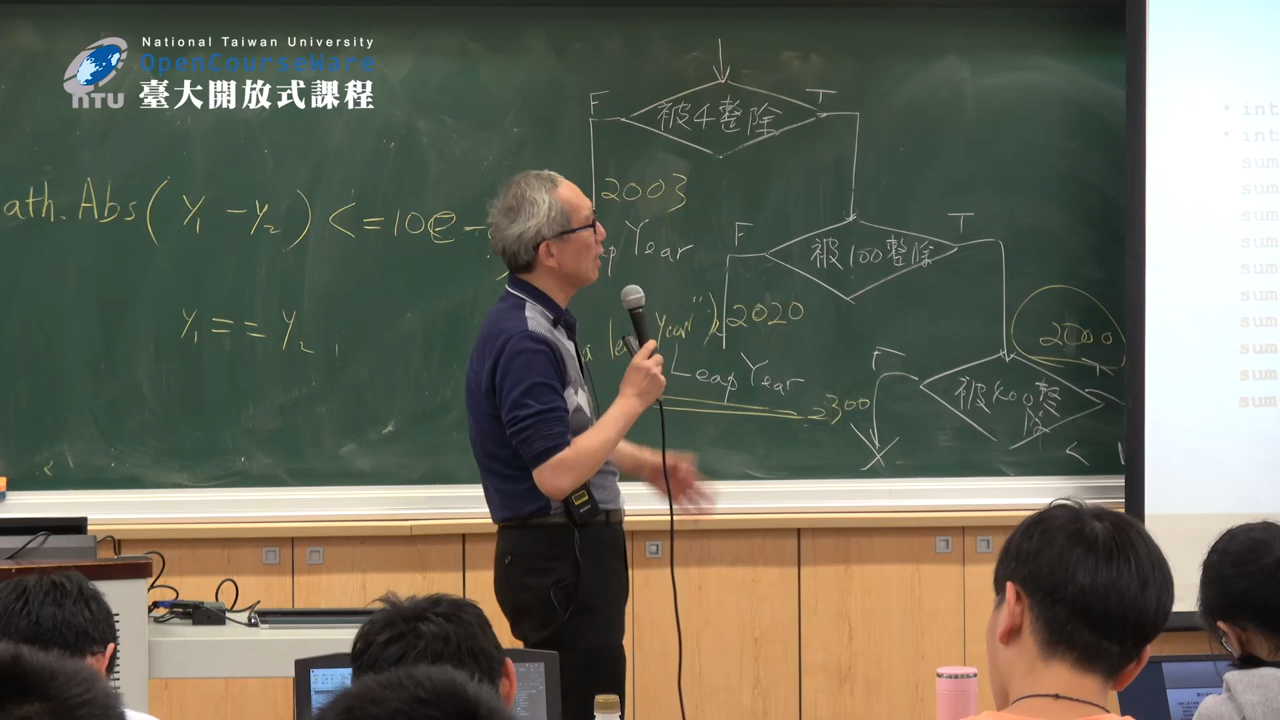 National Taiwan University
OpenCourseWare
臺大開放式課程
NTU
F
被4整除
T
2003
ath.Abs(Y₁-Y₂)<=10e-
Year
F
被100整除
T
Y₁==Y₂
Year")
2020
2000
Leap Year
2300
F
被400整
除
int
int
sum
sum
sum
sum
sum
sum
sum
sum
sum
sum